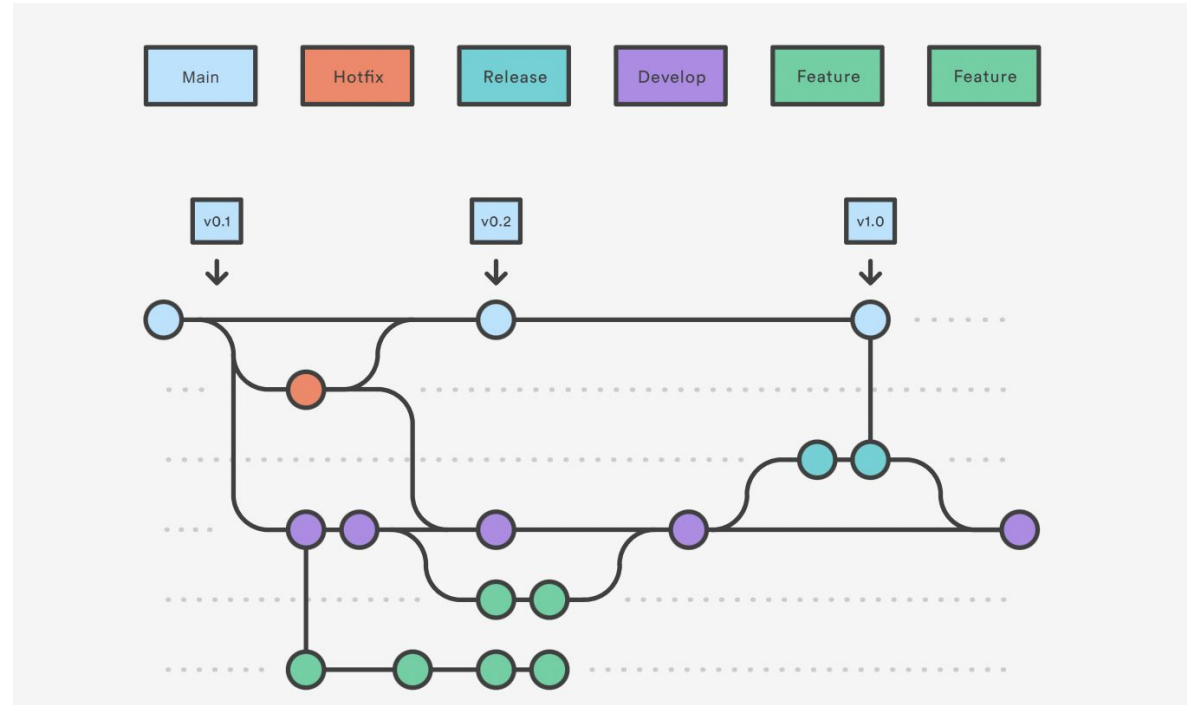 Main
Hotfix
Release
Develop
Feature
Feature
v0.1
v0.2
v1.0